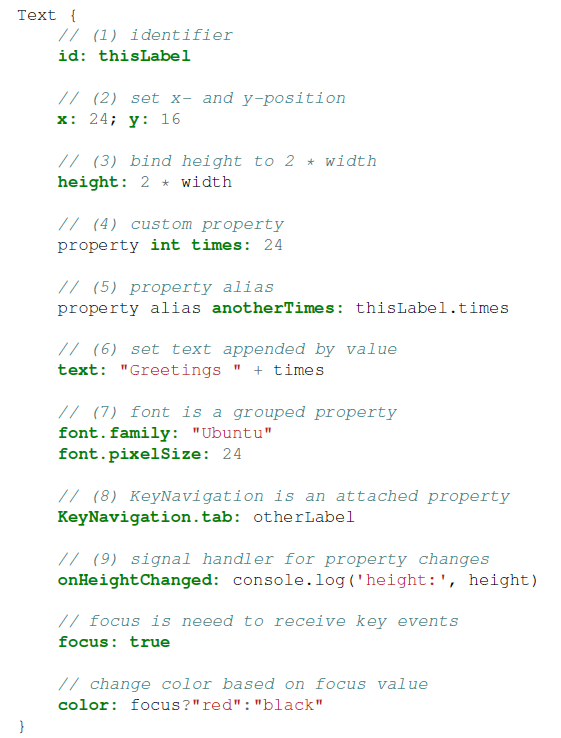 Text {
    // (1) identifier
    id: thisLabel

    // (2) set x- and y-position
    x: 24; y: 16

    // (3) bind height to 2 * width
    height: 2 * width

    // (4) custom property
    property int times: 24

    // (5) property alias
    property alias anotherTimes: thisLabel.times

    // (6) set text appended by value
    text: "Greetings " + times

    // (7) font is a grouped property
    font.family: "Ubuntu"
    font.pixelSize: 24

    // (8) KeyNavigation is an attached property
    KeyNavigation.tab: otherLabel

    // (9) signal handler for property changes
    onHeightChanged: console.log('height:', height)

    // focus is neeed to receive key events
    focus: true

    // change color based on focus value
    color: focus?"red":"black"
}